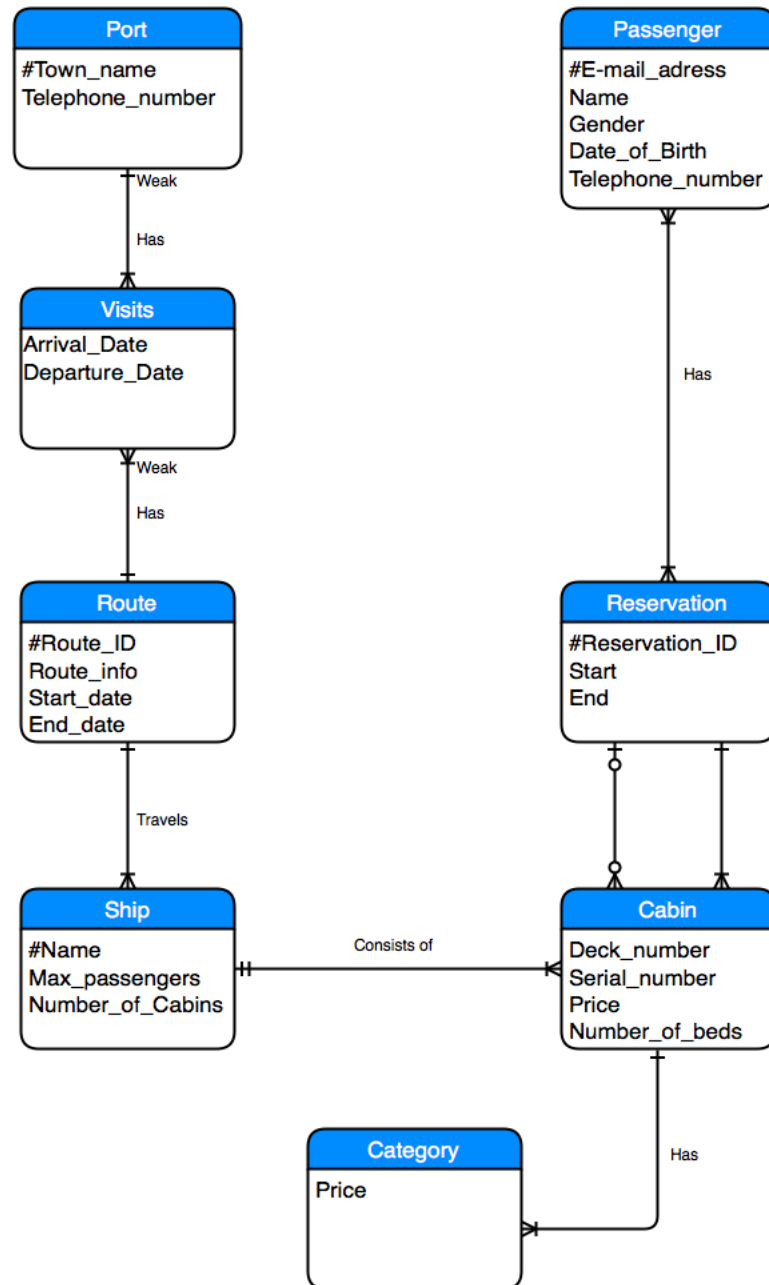 Port
#Town_name
Telephone_number
Weak
Has
Visits
Arrival_Date
Departure_Date
Weak
Has
Route
#Route_ID
Route_info
Start_date
End_date
Travels
Ship
#Name
Max_passengers
Number_of_Cabins
Consists of
Passenger
#E-mail_adress
Name
Gender
Date_of_Birth
Telephone_number
Has
Reservation
#Reservation_ID
Start
End
Cabin
Deck_number
Serial_number
Price
Number_of_beds
Has
Category
Price